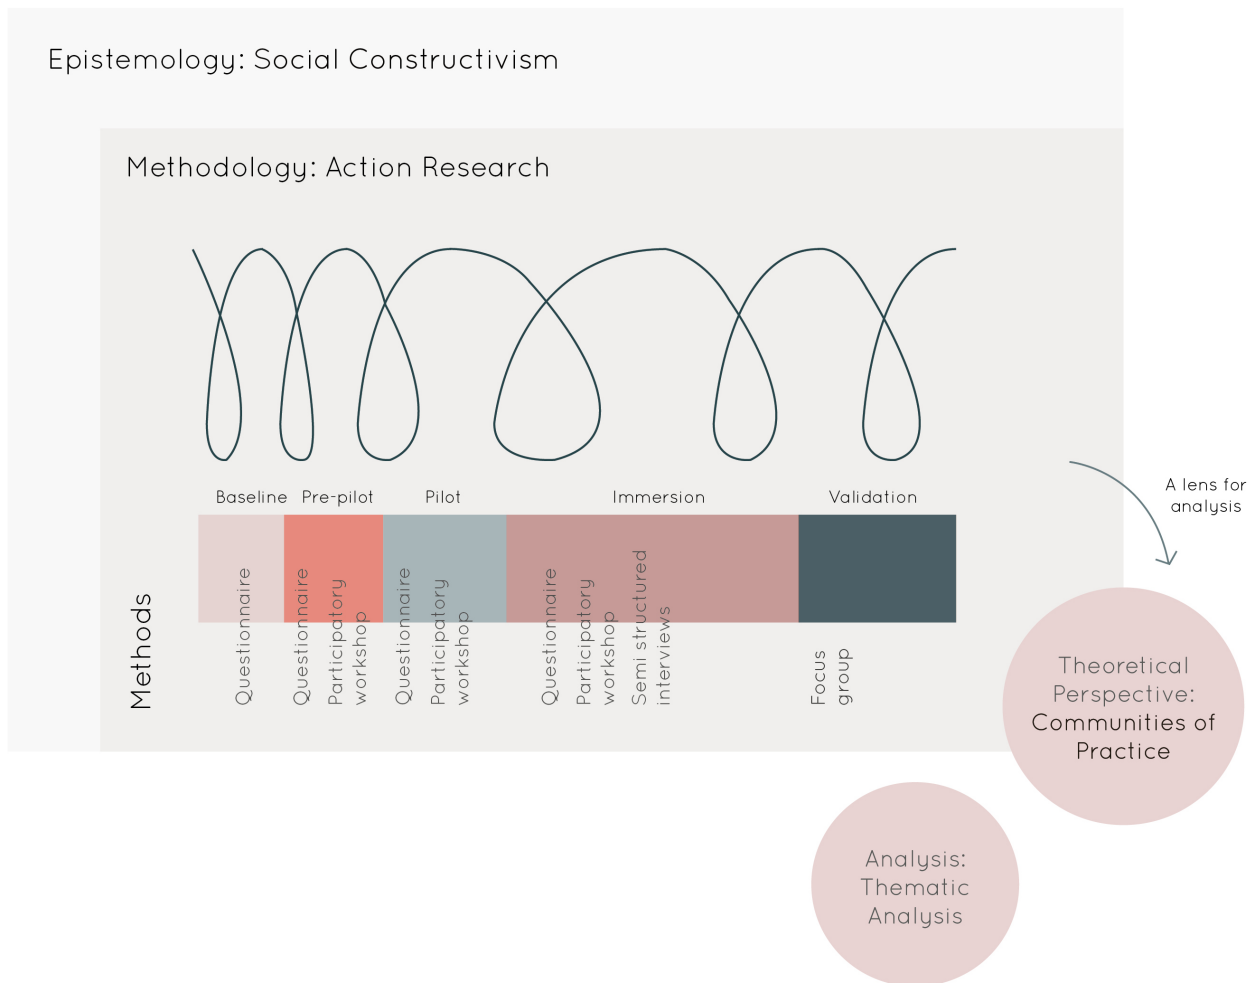 Epistemology: Social Constructivism
Methodology: Action Research
Baseline
Pre-pilot
Pilot
Immersion
Validation
Methods
Questionnaire
Questionnaire
Participatory
workshop
Questionnaire
Participatory
workshop
Questionnaire
Participatory
workshop
Semi structured
interviews
Focus
group
A lens for
analysis
Theoretical
Perspective:
Communities of
Practice
Analysis:
Thematic
Analysis